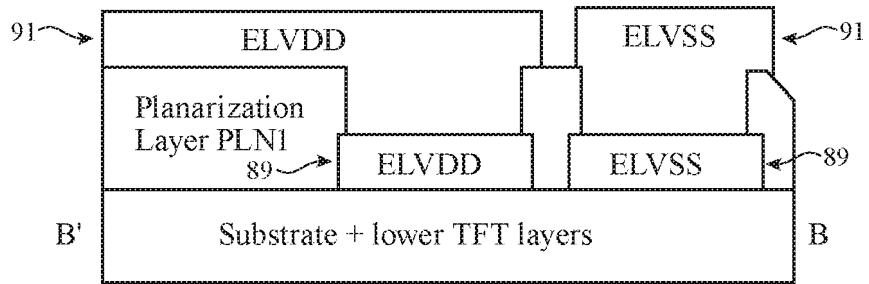 91
ELVDD
ELVSS
91
Planarization
Layer PLN1
89
ELVDD
ELVSS
89
B'
Substrate + lower TFT layers
B